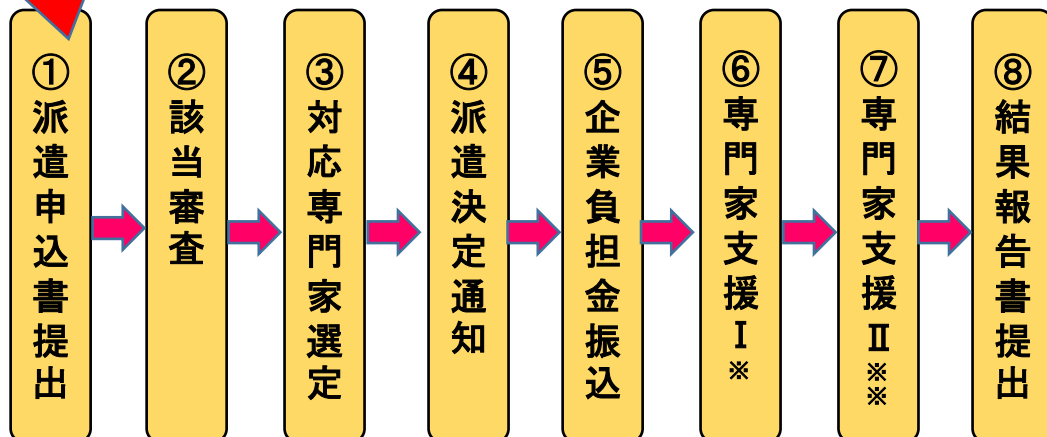 ①派遣申込書提出
②該当審査
③対応専門家選定
④派遣決定通知
⑤企業負担金振込
⑥専門家支援Ⅰ※
⑦専門家支援Ⅱ※※
⑧結果報告書提出